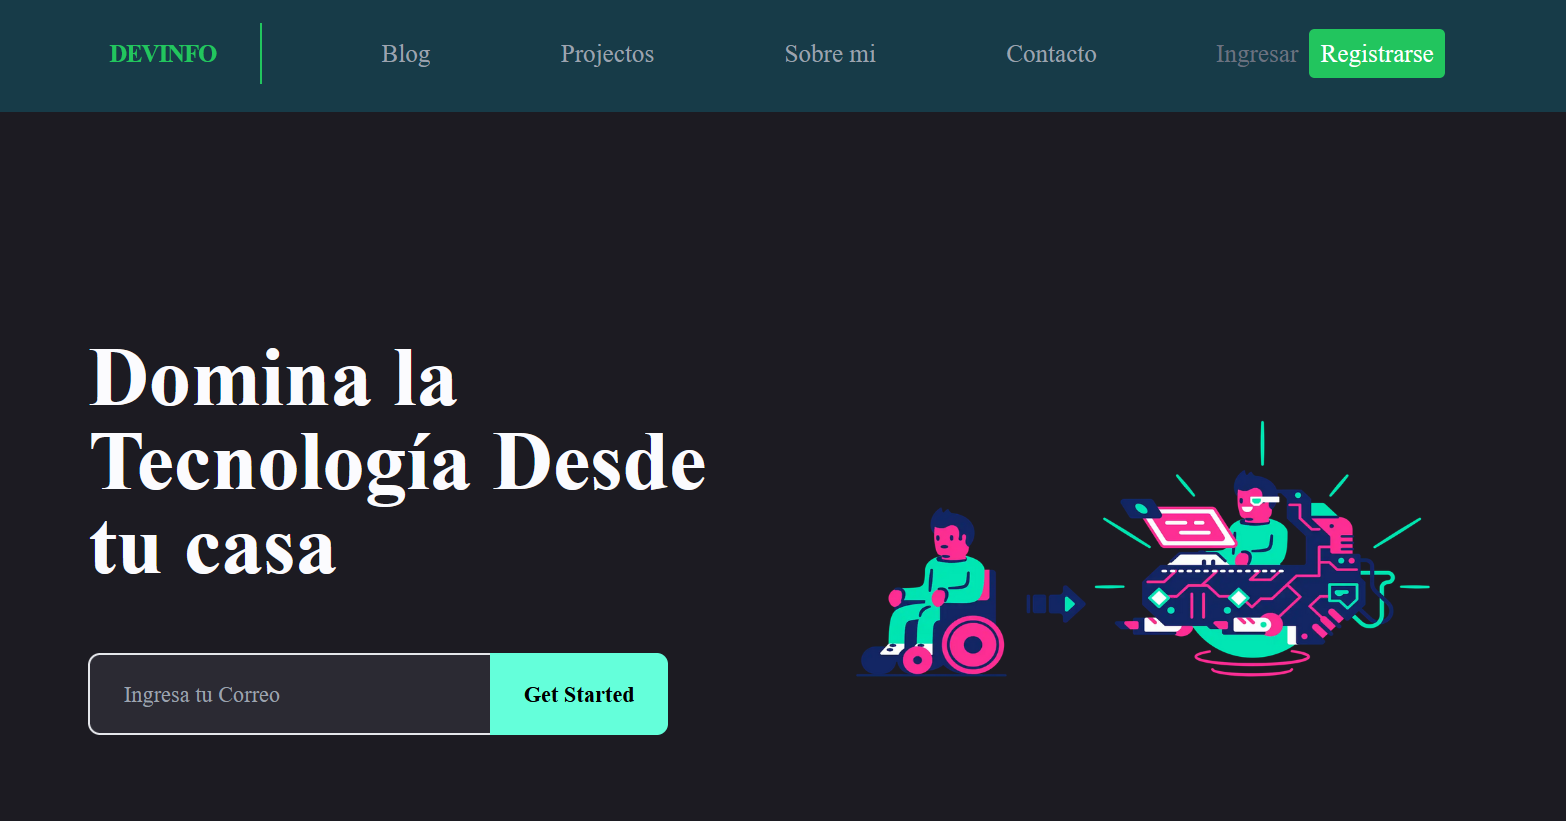 DEVINFO
Blog
Projectos
Sobre mi
Contacto
Ingresar
Registrarse
Domina la
Tecnología Desde
tu casa
Ingresa tu Correo
Get Started